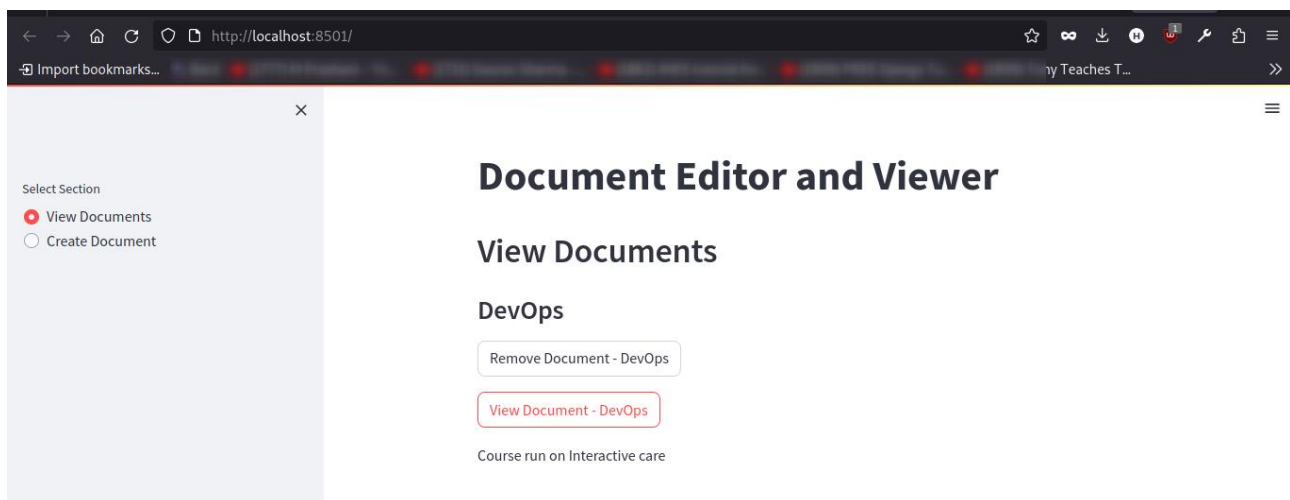 http://localhost:8501/
1
Import bookmarks...
ny Teaches T...
Select Section
View Documents
Create Document
Document Editor and Viewer
View Documents
DevOps
Remove Document - DevOps
View Document - DevOps
Course run on Interactive care